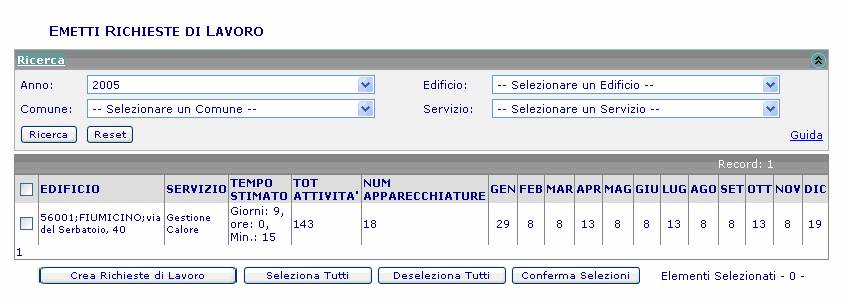 EMETTI RICHIESTE DI LAVORO
Ricerca
Anno: 2005 Edificio: -- Selezionare un Edificio --
Comune: -- Selezionare un Comune -- Servizio: -- Selezionare un Servizio --
Ricerca Reset Guida
Record: 1
EDIFICIO SERVIZIO TEMPO STIMATO TOT ATTIVITA' NUM APPARECCHIATURE GEN FEB MAR APR MAG GIU LUG AGO SET OTT NOV DIC
56001;FIUMICINO;via del Serbatoio, 40 Gestione Calore Giorni: 9, ore: 0, Min.: 15 143 18 29 8 8 13 8 8 13 8 8 13 8 19
1
Crea Richieste di Lavoro Seleziona Tutti Deseleziona Tutti Conferma Selezioni Elementi Selezionati - 0 -